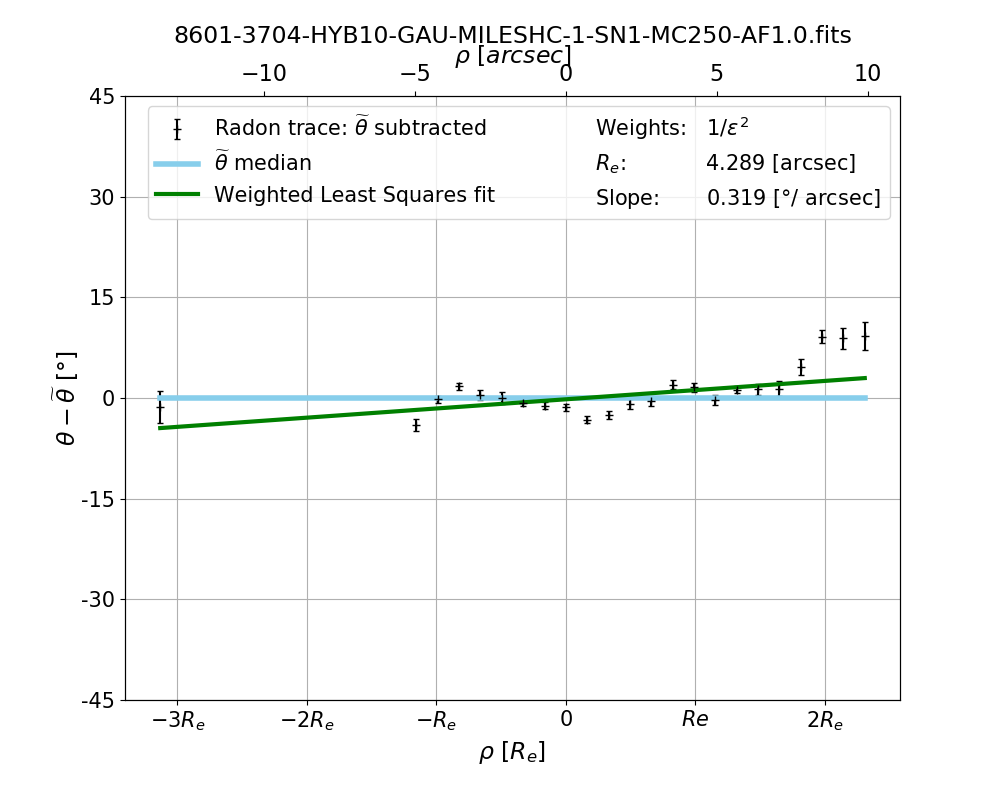 8601-3704-HYB10-GAU-MILESHC-1-SN1-MC250-AF1.0.fits
ρ [arcsec]
−10 −5 0 5 10
45
30
15
0
-15
-30
-45
θ − θ̃ [°]
Radon trace: θ̃ subtracted
θ̃ median
Weighted Least Squares fit
Weights: 1/ε²
Rₑ: 4.289 [arcsec]
Slope: 0.319 [°/ arcsec]
−3Rₑ −2Rₑ −Rₑ 0 Re 2Rₑ
ρ [Rₑ]